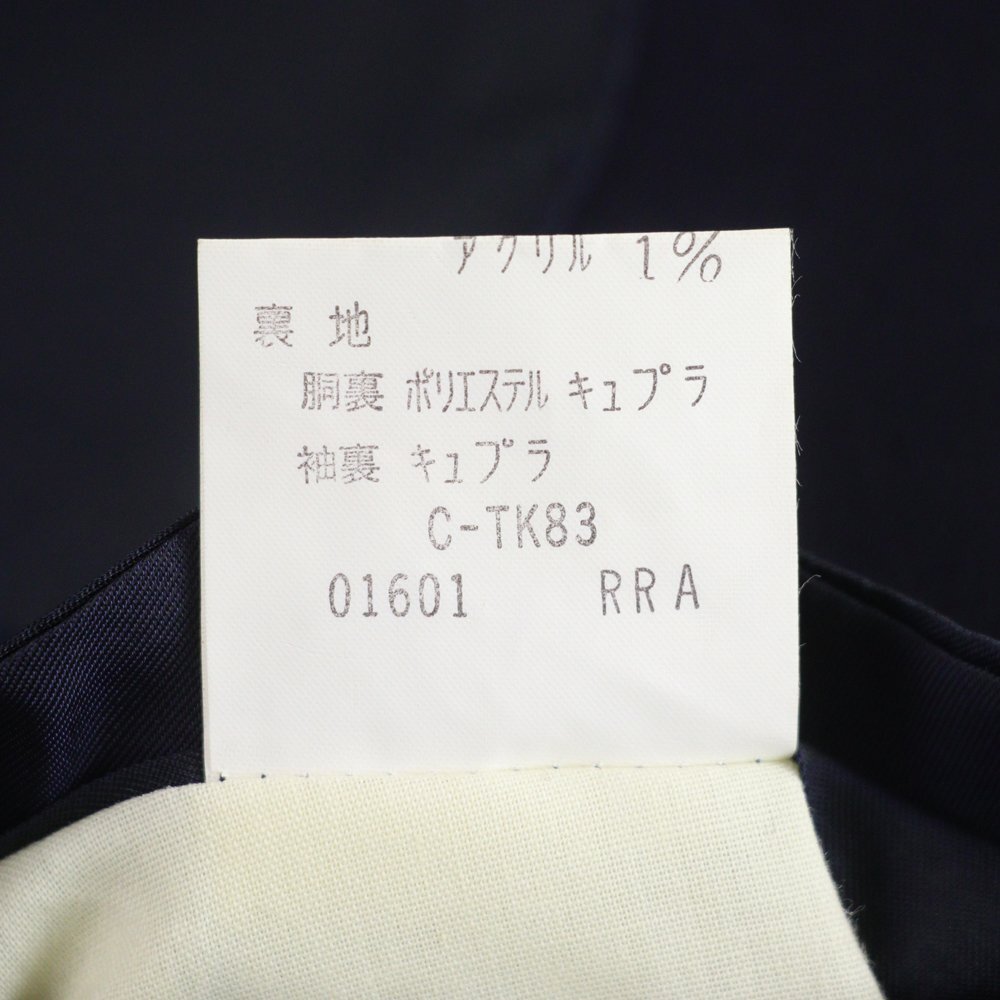 アクリル 1%
裏 地
胴裏 ポリエステル キュプラ
袖裏 キュプラ
C-TK83
01601 RRA